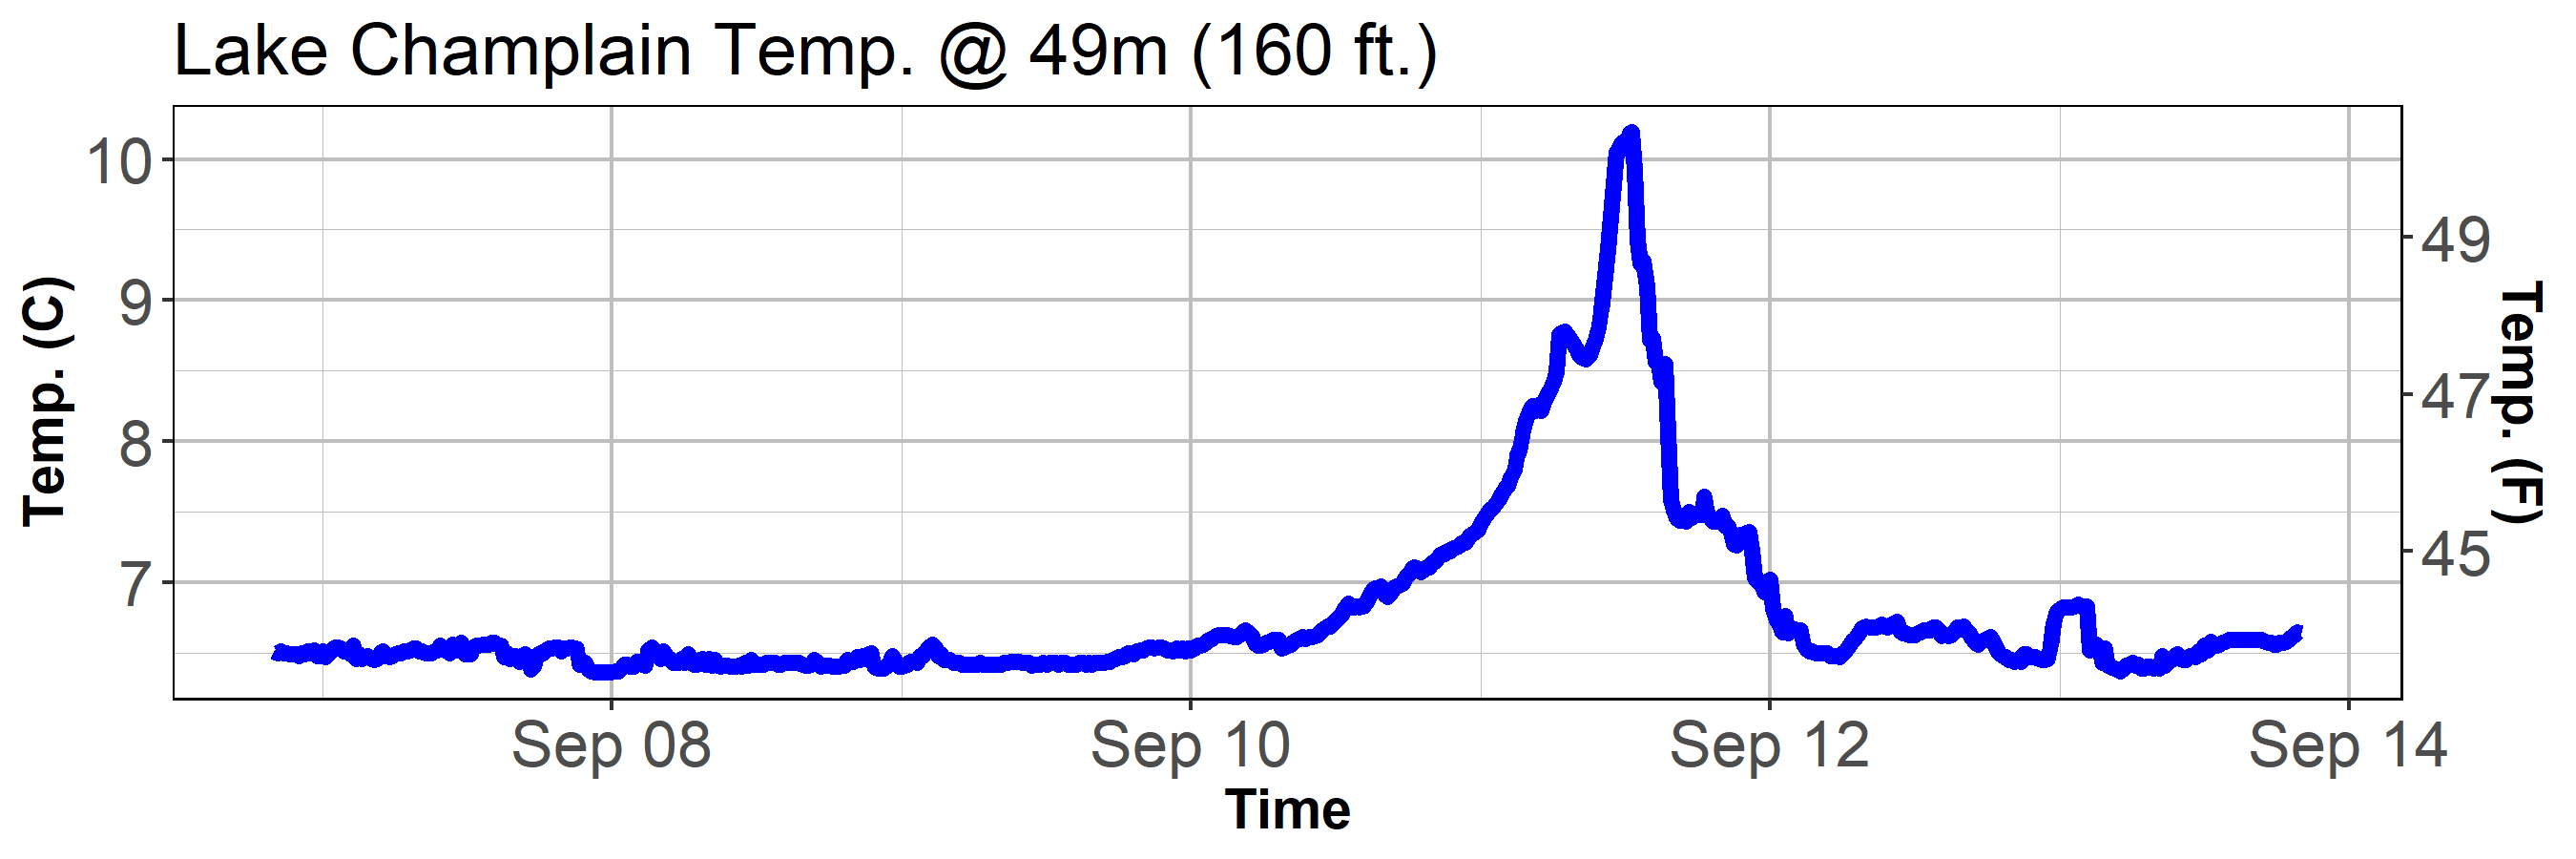 Lake Champlain Temp. @ 49m (160 ft.)
10
9
8
7
Temp. (C)
49
47
45
Temp. (F)
Sep 08
Sep 10
Sep 12
Sep 14
Time